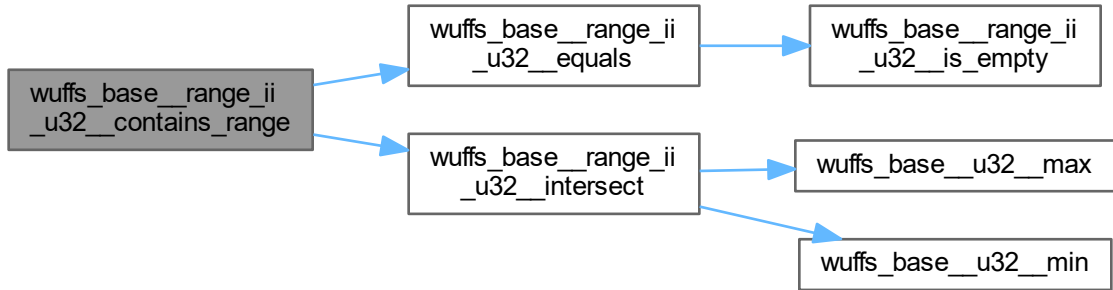 wuffs_base__range_ii
_u32__contains_range
wuffs_base__range_ii
_u32__equals
wuffs_base__range_ii
_u32__is_empty
wuffs_base__range_ii
_u32__intersect
wuffs_base__u32__max
wuffs_base__u32__min